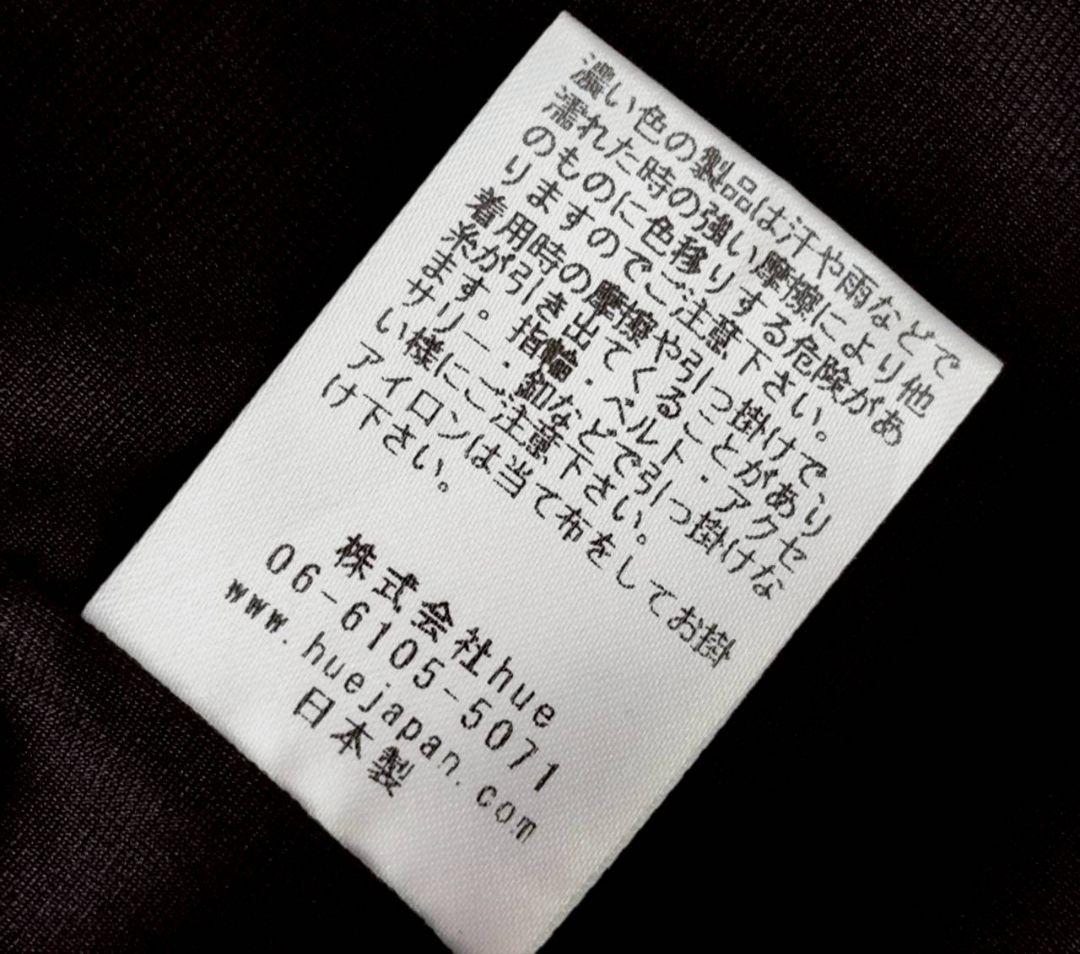 濃い色の製品は汗や雨などで
濡れた時の強い摩擦により他
のものに色移りする危険があ
りますのでご注意下さい。
着用時の摩擦や引っ掛けで
糸が引き出てくることがあり
ます。指輪・ベルト・アクセ
サリー・釦などで引っ掛けな
い様にご注意下さい。
アイロンは当て布をしてお掛
け下さい。
株式会社hue
06-6105-5071
www.huejapan.com
日本製